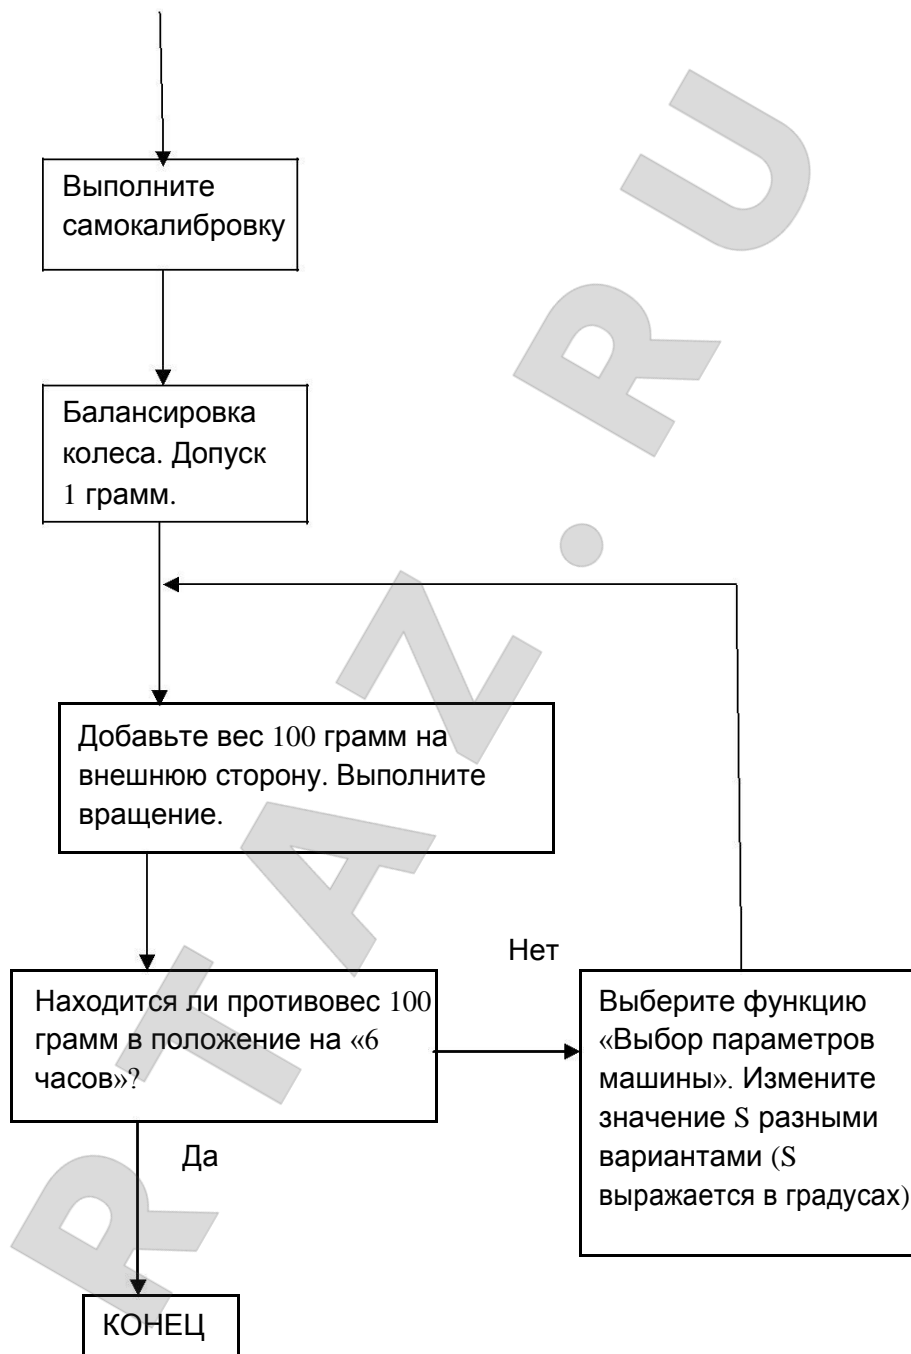 Выполните
самокалибровку
Балансировка
колеса. Допуск
1 грамм.
Добавьте вес 100 грамм на
внешнюю сторону. Выполните
вращение.
Нет
Находится ли противовес 100
грамм в положение на «6
часов»?
Выберите функцию
«Выбор параметров
машины». Измените
значение S разными
вариантами (S
выражается в градусах)
Да
КОНЕЦ
RTAZ.RU